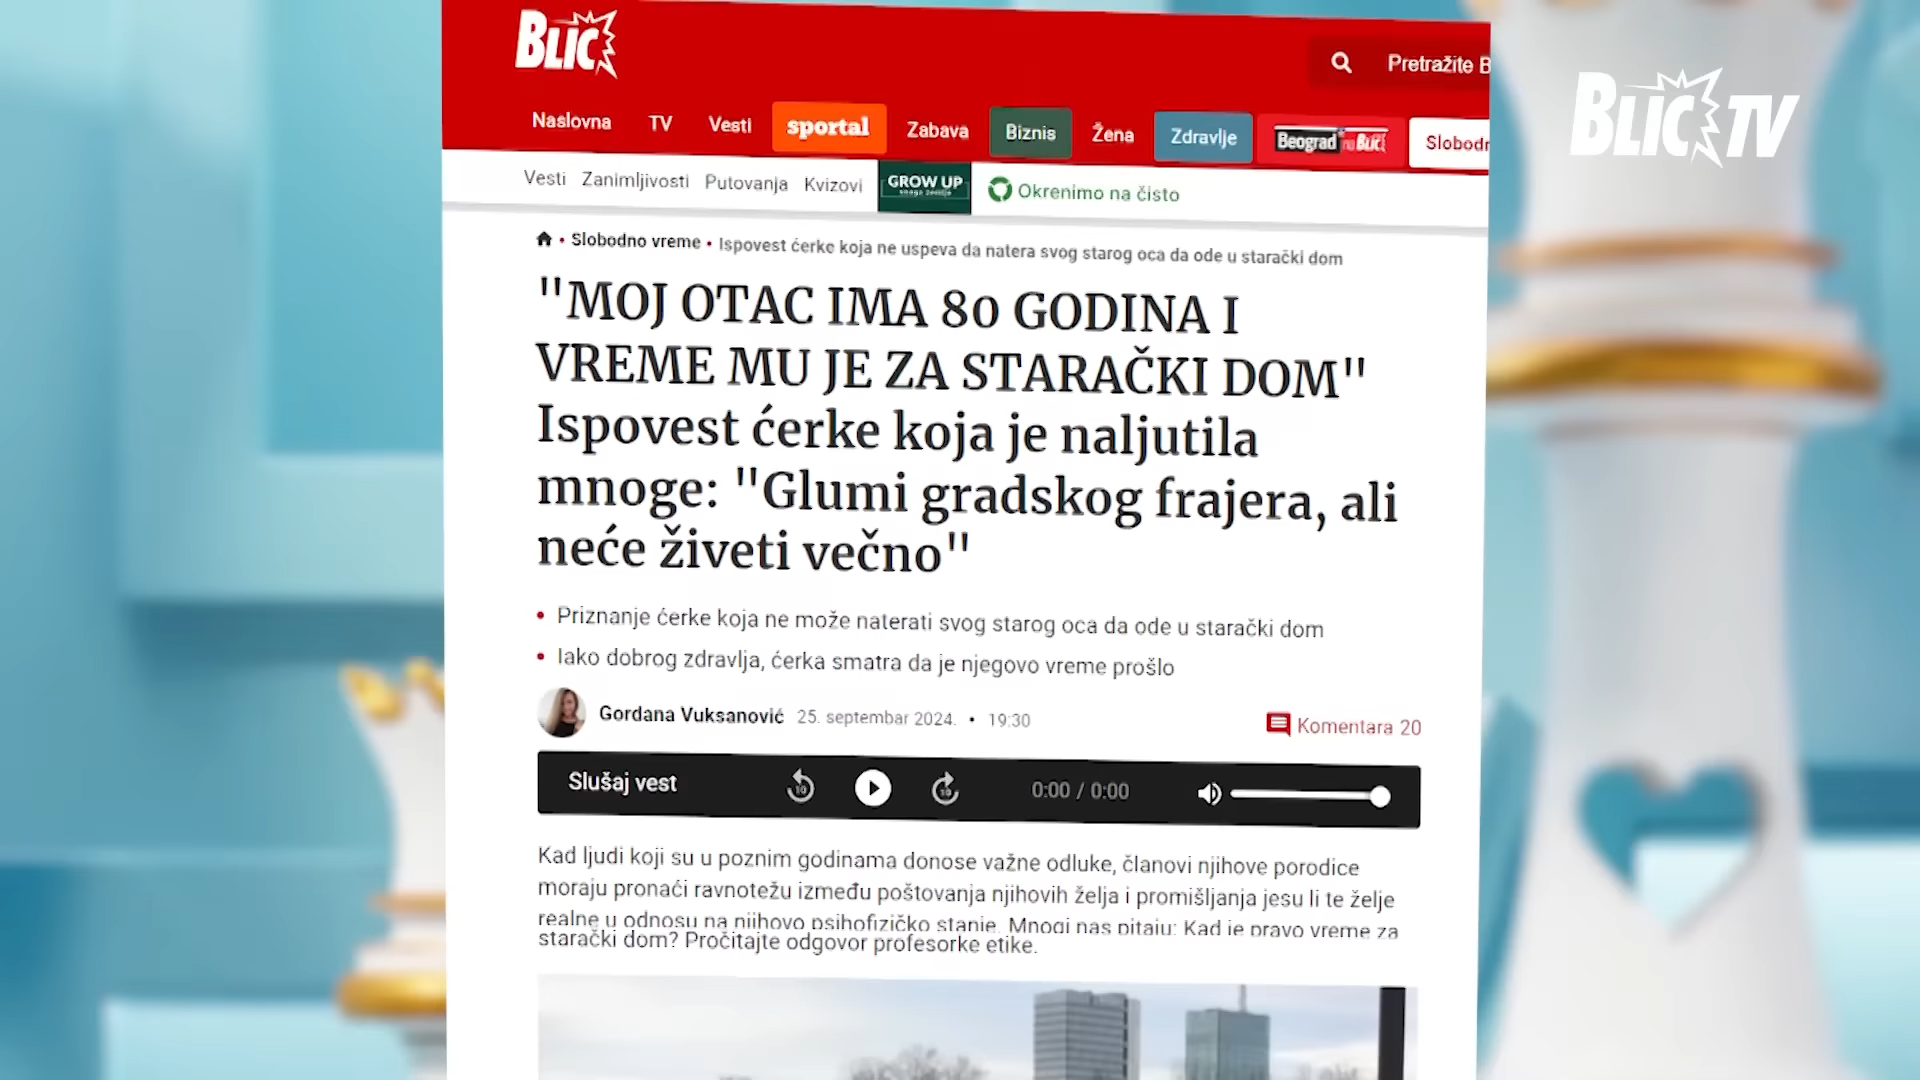 BLIC
Pretražite B
BLIC TV
Naslovna TV Vesti sportal Zabava Biznis Žena Zdravlje Beograd na Blic Slobodn
Vesti Zanimljivosti Putovanja Kvizovi GROW UP Okrenimo na čisto
snaga zemlje
• Slobodno vreme • Ispovest ćerke koja ne uspeva da natera svog starog oca da ode u starački dom
"MOJ OTAC IMA 80 GODINA I
VREME MU JE ZA STARAČKI DOM"
Ispovest ćerke koja je naljutila
mnoge: "Glumi gradskog frajera, ali
neće živeti večno"
• Priznanje ćerke koja ne može naterati svog starog oca da ode u starački dom
• Iako dobrog zdravlja, ćerka smatra da je njegovo vreme prošlo
Gordana Vuksanović 25. septembar 2024. • 19:30
Komentara 20
Slušaj vest 10 10 0:00 / 0:00
Kad ljudi koji su u poznim godinama donose važne odluke, članovi njihove porodice
moraju pronaći ravnotežu između poštovanja njihovih želja i promišljanja jesu li te želje
realne u odnosu na njihovo psihofizičko stanje. Mnogi nas pitaju: Kad je pravo vreme za
starački dom? Pročitajte odgovor profesorke etike.